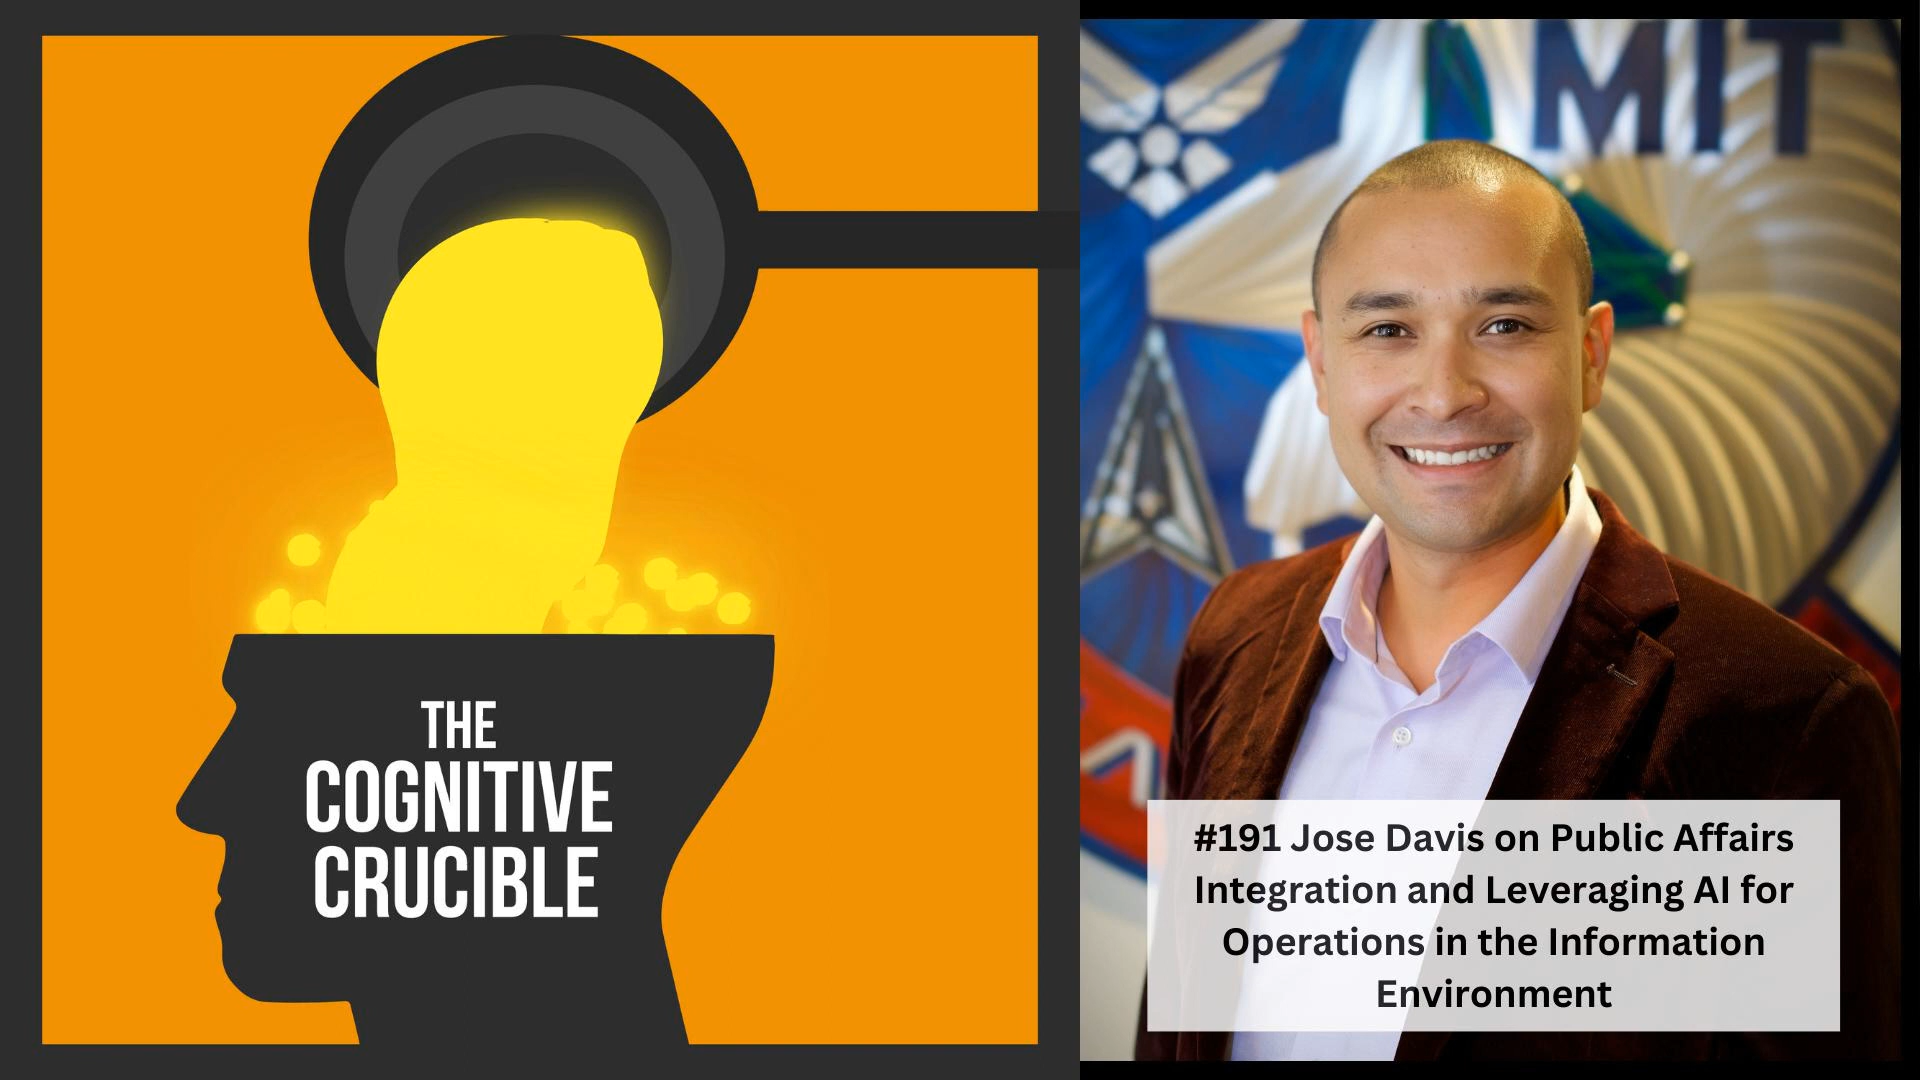 THE
COGNITIVE
CRUCIBLE
MIT
#191 Jose Davis on Public Affairs
Integration and Leveraging AI for
Operations in the Information
Environment